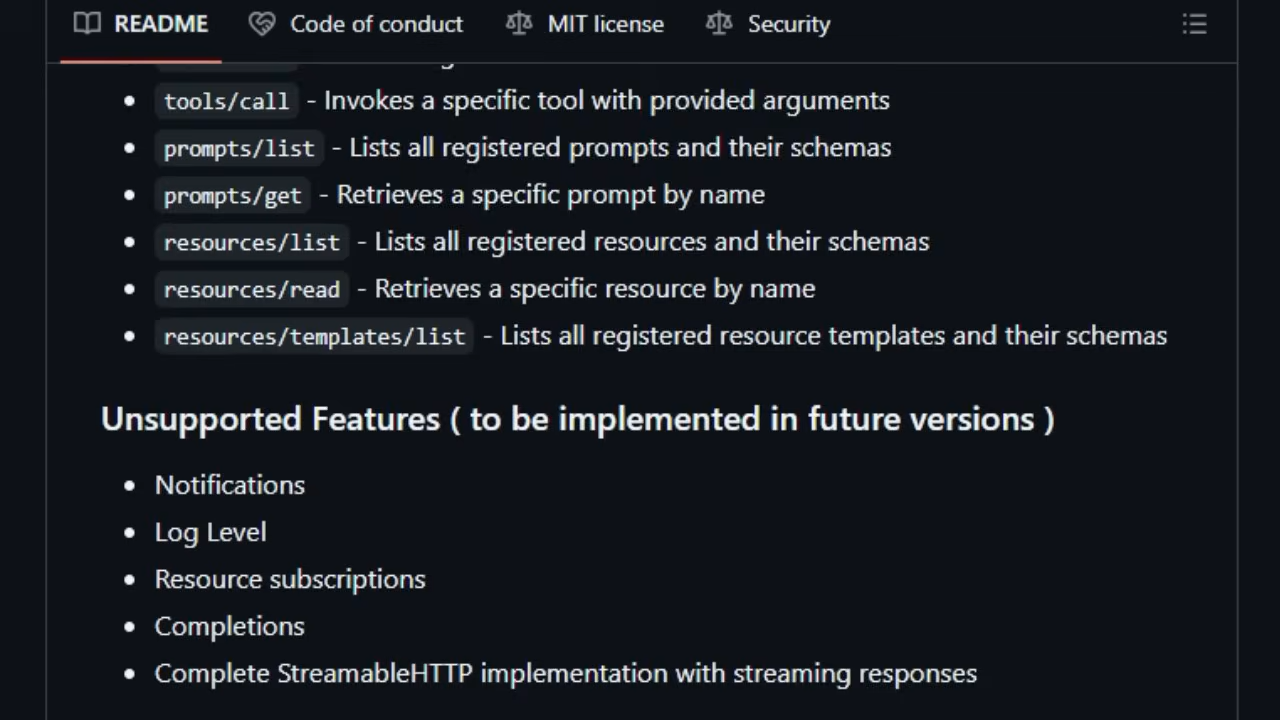 README Code of conduct MIT license Security
tools/call - Invokes a specific tool with provided arguments
prompts/list - Lists all registered prompts and their schemas
prompts/get - Retrieves a specific prompt by name
resources/list - Lists all registered resources and their schemas
resources/read - Retrieves a specific resource by name
resources/templates/list - Lists all registered resource templates and their schemas
Unsupported Features ( to be implemented in future versions )
Notifications
Log Level
Resource subscriptions
Completions
Complete StreamableHTTP implementation with streaming responses